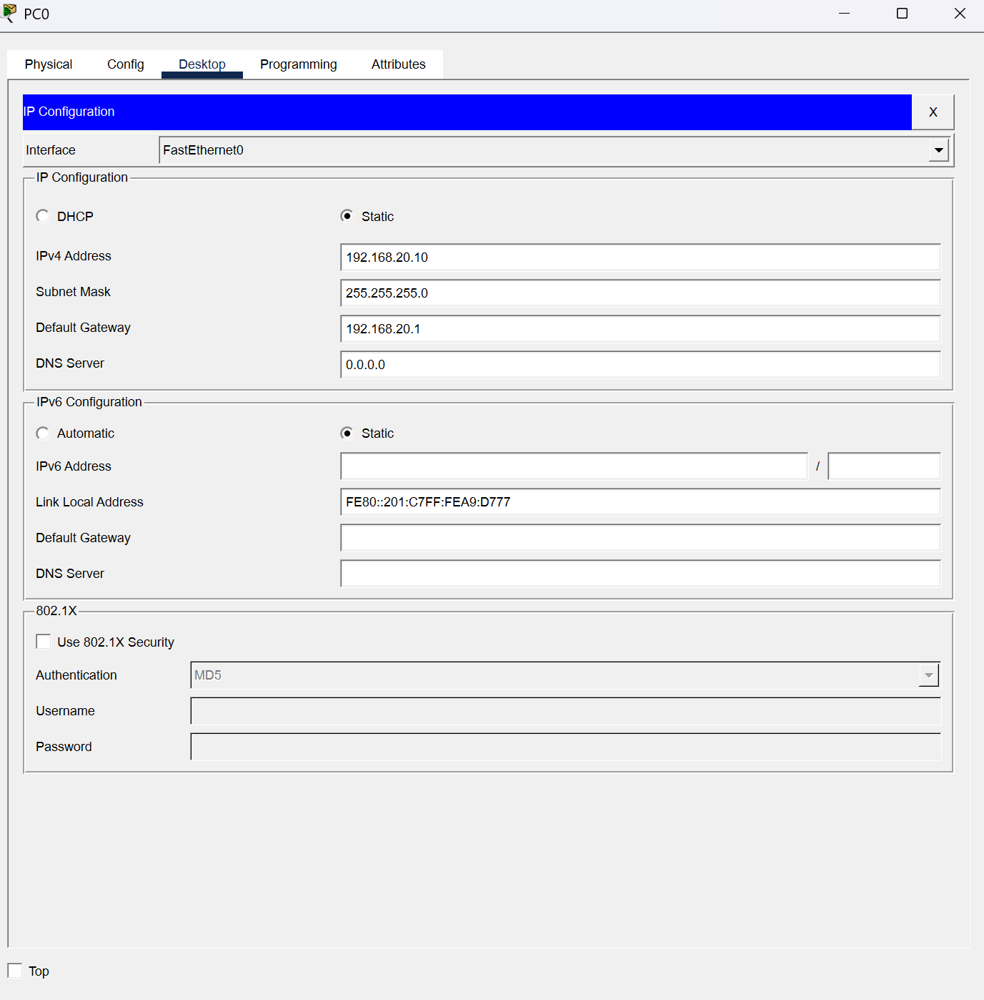 PC0
Physical Config Desktop Programming Attributes
IP Configuration X
Interface FastEthernet0
IP Configuration
DHCP Static
IPv4 Address 192.168.20.10
Subnet Mask 255.255.255.0
Default Gateway 192.168.20.1
DNS Server 0.0.0.0
IPv6 Configuration
Automatic Static
IPv6 Address /
Link Local Address FE80::201:C7FF:FEA9:D777
Default Gateway
DNS Server
802.1X
Use 802.1X Security
Authentication MD5
Username
Password
Top